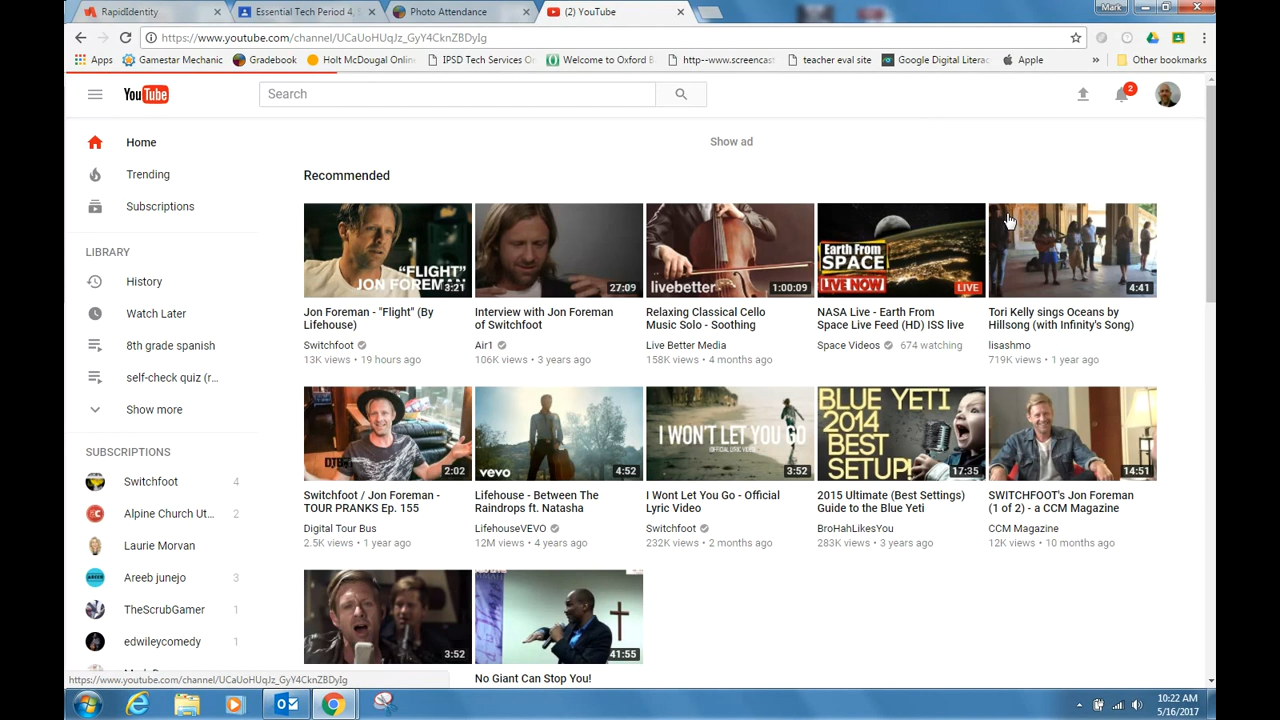 RapidIdentity
Essential Tech Period 4, S
Photo Attendance
(2) YouTube
Mark
https://www.youtube.com/channel/UCaUoHUqJz_GyY4CknZBDyIg
Apps
Gamestar Mechanic
Gradebook
Holt McDougal Online
IPSD Tech Services On
Welcome to Oxford B
http--www.screencast
teacher eval site
Google Digital Literac
Apple
»
Other bookmarks
YouTube
Search
2
Home
Show ad
Trending
Recommended
Subscriptions
LIBRARY
History
Watch Later
8th grade spanish
self-check quiz (r...
Show more
SUBSCRIPTIONS
Switchfoot 4
Alpine Church Ut... 2
Laurie Morvan
Areeb junejo 3
TheScrubGamer 1
edwileycomedy 1
"FLIGHT"
JON FOREM
3:21
27:09
livebetter
1:00:09
Earth From
SPACE
LIVE NOW
LIVE
4:41
Jon Foreman - "Flight" (By
Lifehouse)
Switchfoot
13K views • 19 hours ago
Interview with Jon Foreman
of Switchfoot
Air1
106K views • 3 years ago
Relaxing Classical Cello
Music Solo - Soothing
Live Better Media
158K views • 4 months ago
NASA Live - Earth From
Space Live Feed (HD) ISS live
Space Videos 674 watching
Tori Kelly sings Oceans by
Hillsong (with Infinity's Song)
lisashmo
719K views • 1 year ago
2:02
vevo
4:52
I WON'T LET YOU GO
OFFICIAL LYRIC VIDEO
3:52
BLUE YETI
2014
BEST
SETUP!
17:35
14:51
Switchfoot / Jon Foreman -
TOUR PRANKS Ep. 155
Digital Tour Bus
2.5K views • 1 year ago
Lifehouse - Between The
Raindrops ft. Natasha
LifehouseVEVO
12M views • 4 years ago
I Wont Let You Go - Official
Lyric Video
Switchfoot
232K views • 2 months ago
2015 Ultimate (Best Settings)
Guide to the Blue Yeti
BroHahLikesYou
283K views • 3 years ago
SWITCHFOOT's Jon Foreman
(1 of 2) - a CCM Magazine
CCM Magazine
12K views • 10 months ago
3:52
41:55
No Giant Can Stop You!
https://www.youtube.com/channel/UCaUoHUqJz_GyY4CknZBDyIg
10:22 AM
5/16/2017